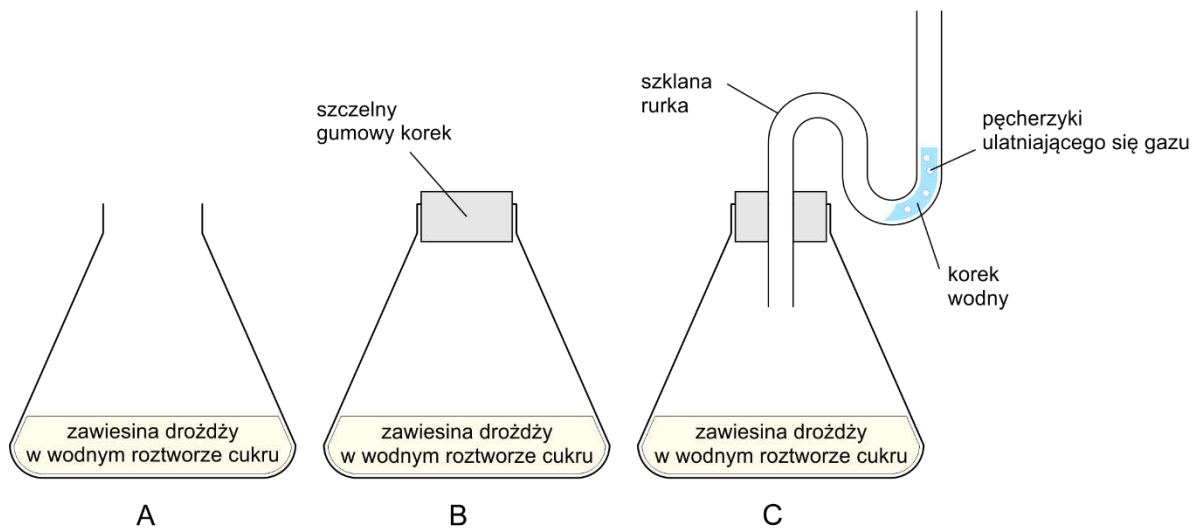 szczelny
gumowy korek
szklana
rurka
pęcherzyki
ulatniającego się gazu
korek
wodny
zawiesina drożdży
w wodnym roztworze cukru
zawiesina drożdży
w wodnym roztworze cukru
zawiesina drożdży
w wodnym roztworze cukru
A
B
C